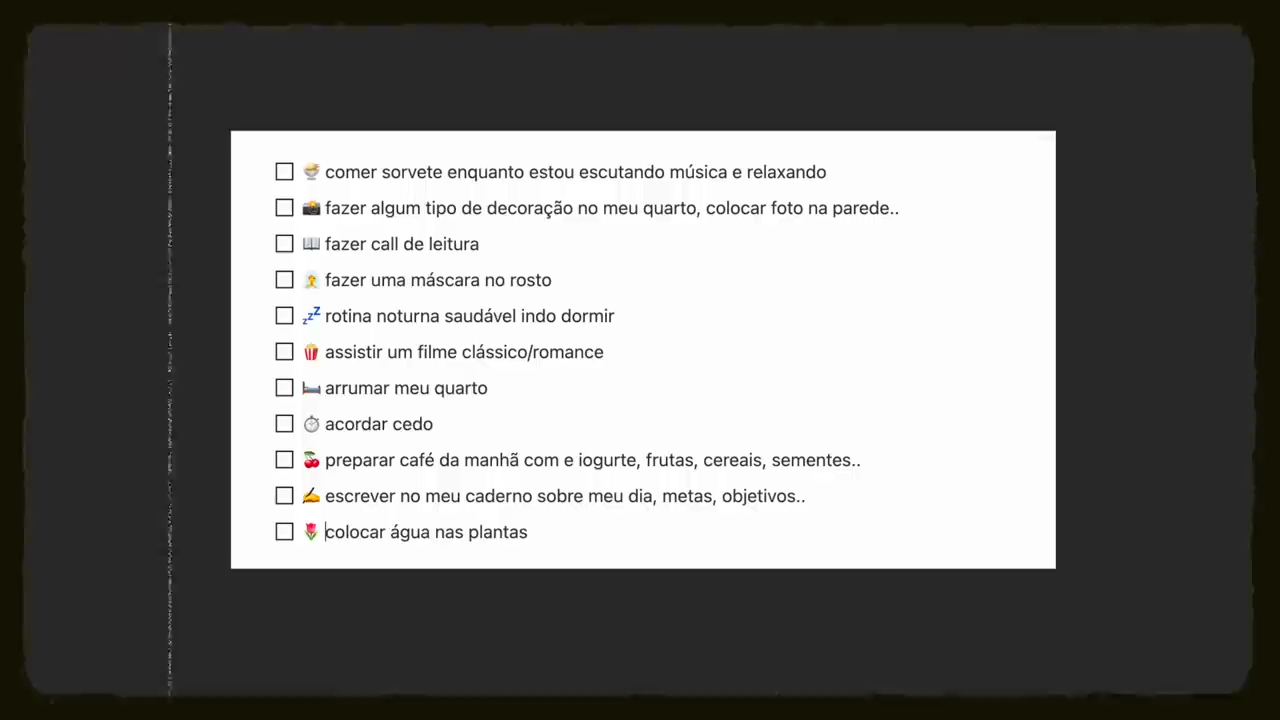 🍨 comer sorvete enquanto estou escutando música e relaxando
📸 fazer algum tipo de decoração no meu quarto, colocar foto na parede..
📖 fazer call de leitura
🧖‍♂️ fazer uma máscara no rosto
💤 rotina noturna saudável indo dormir
🍿 assistir um filme clássico/romance
🛏 arrumar meu quarto
⏱ acordar cedo
🍒 preparar café da manhã com e iogurte, frutas, cereais, sementes..
✍️ escrever no meu caderno sobre meu dia, metas, objetivos..
🌷 colocar água nas plantas